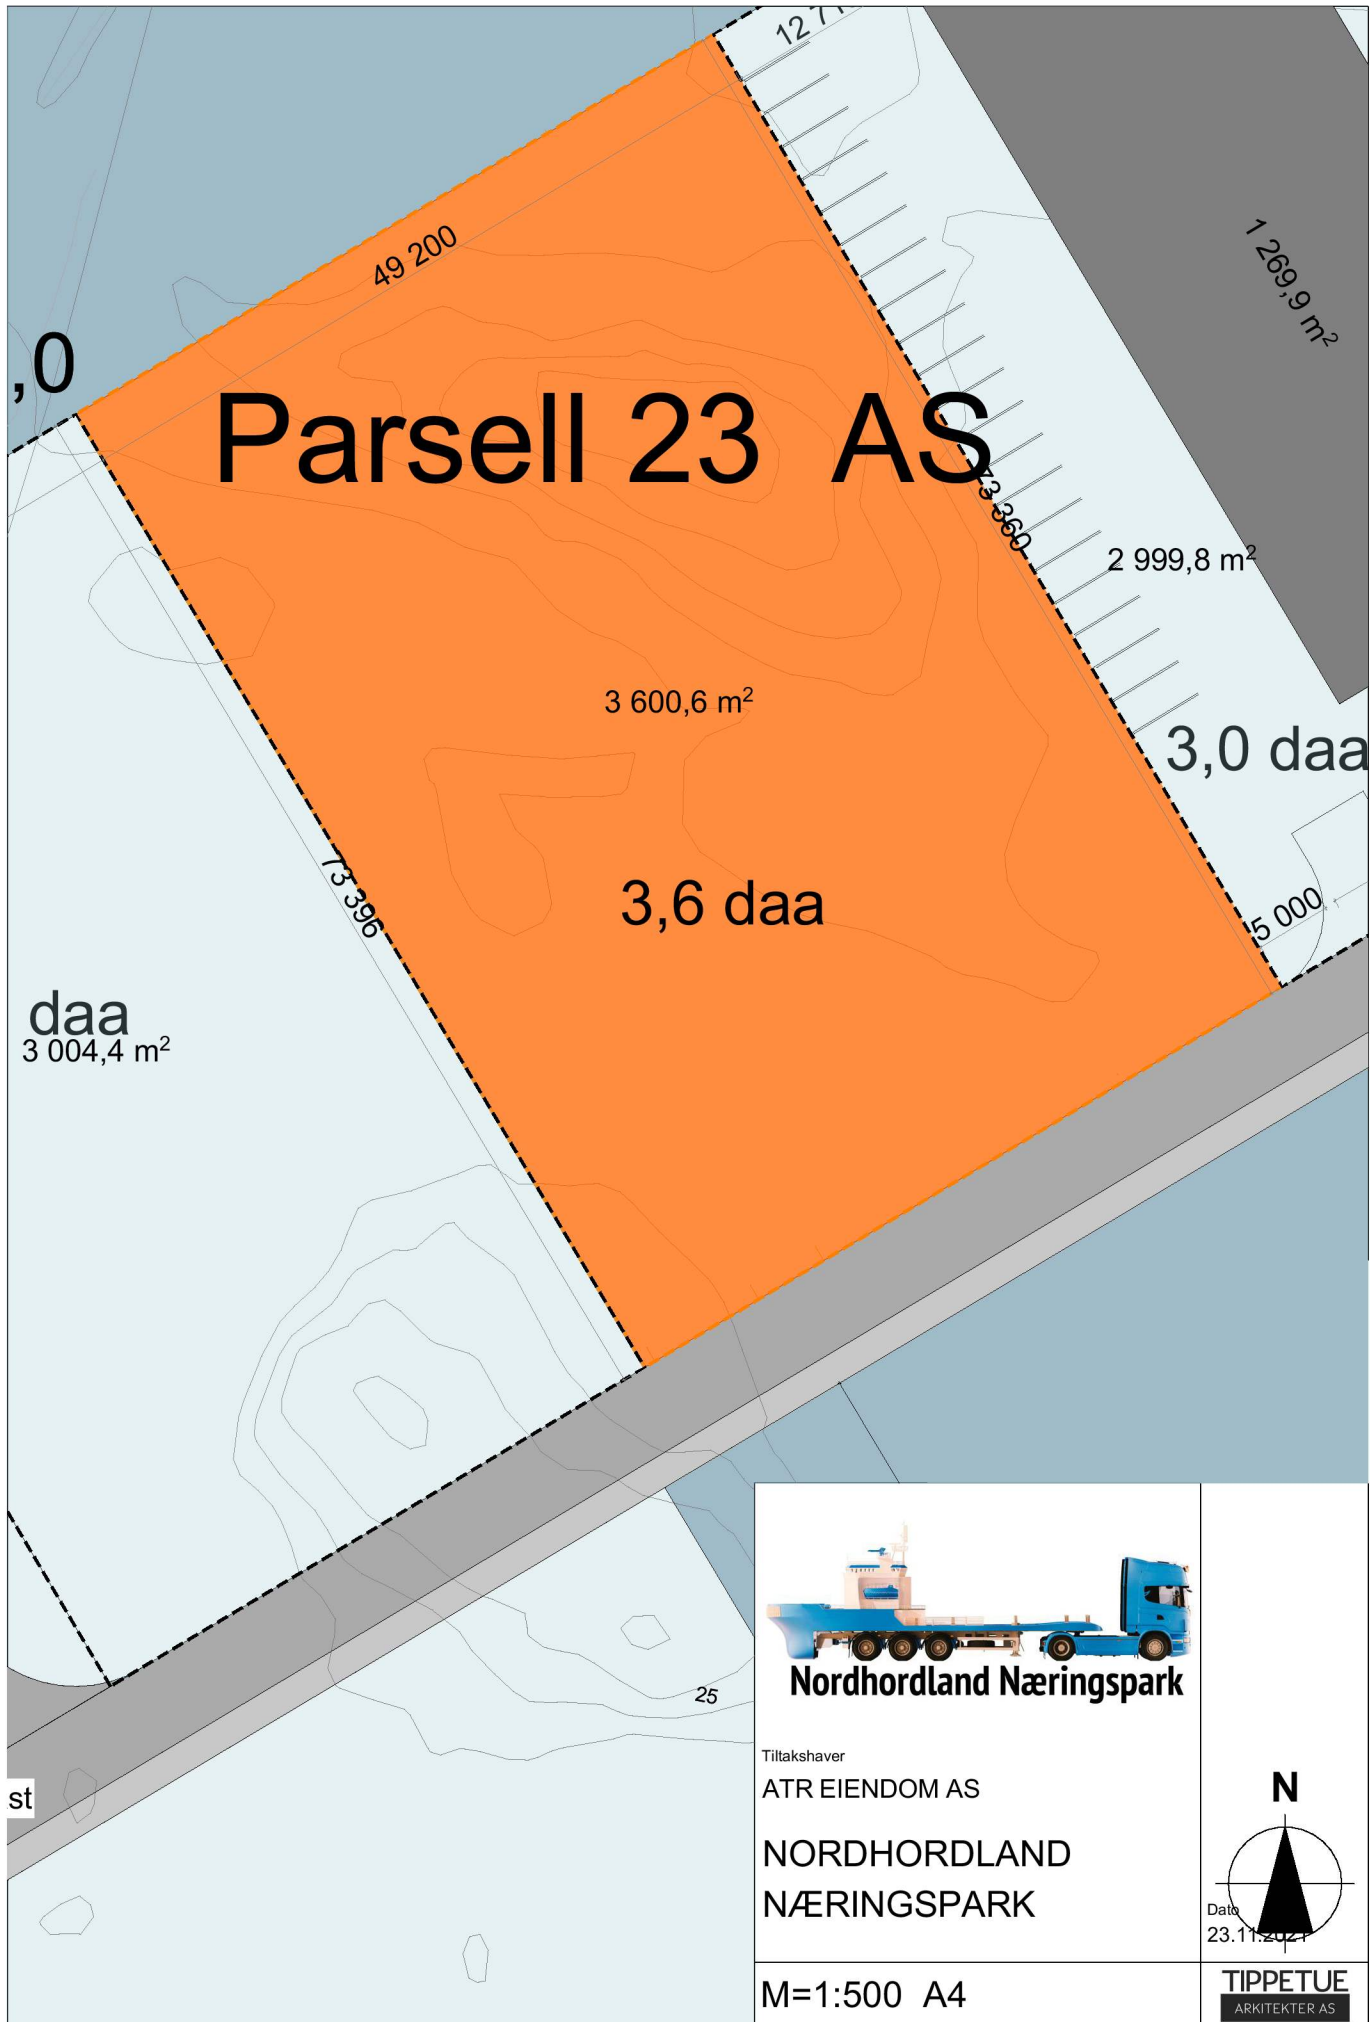 49 200
1 269,9 m²
,0
Parsell 23 AS
73 360
2 999,8 m²
3 600,6 m²
3,0 daa
73 396
3,6 daa
5 000
daa
3 004,4 m²
25
st
Nordhordland Næringspark
Tiltakshaver
ATR EIENDOM AS
NORDHORDLAND
NÆRINGSPARK
N
Dato
M=1:500 A4
TIPPETUE
ARKITEKTER AS